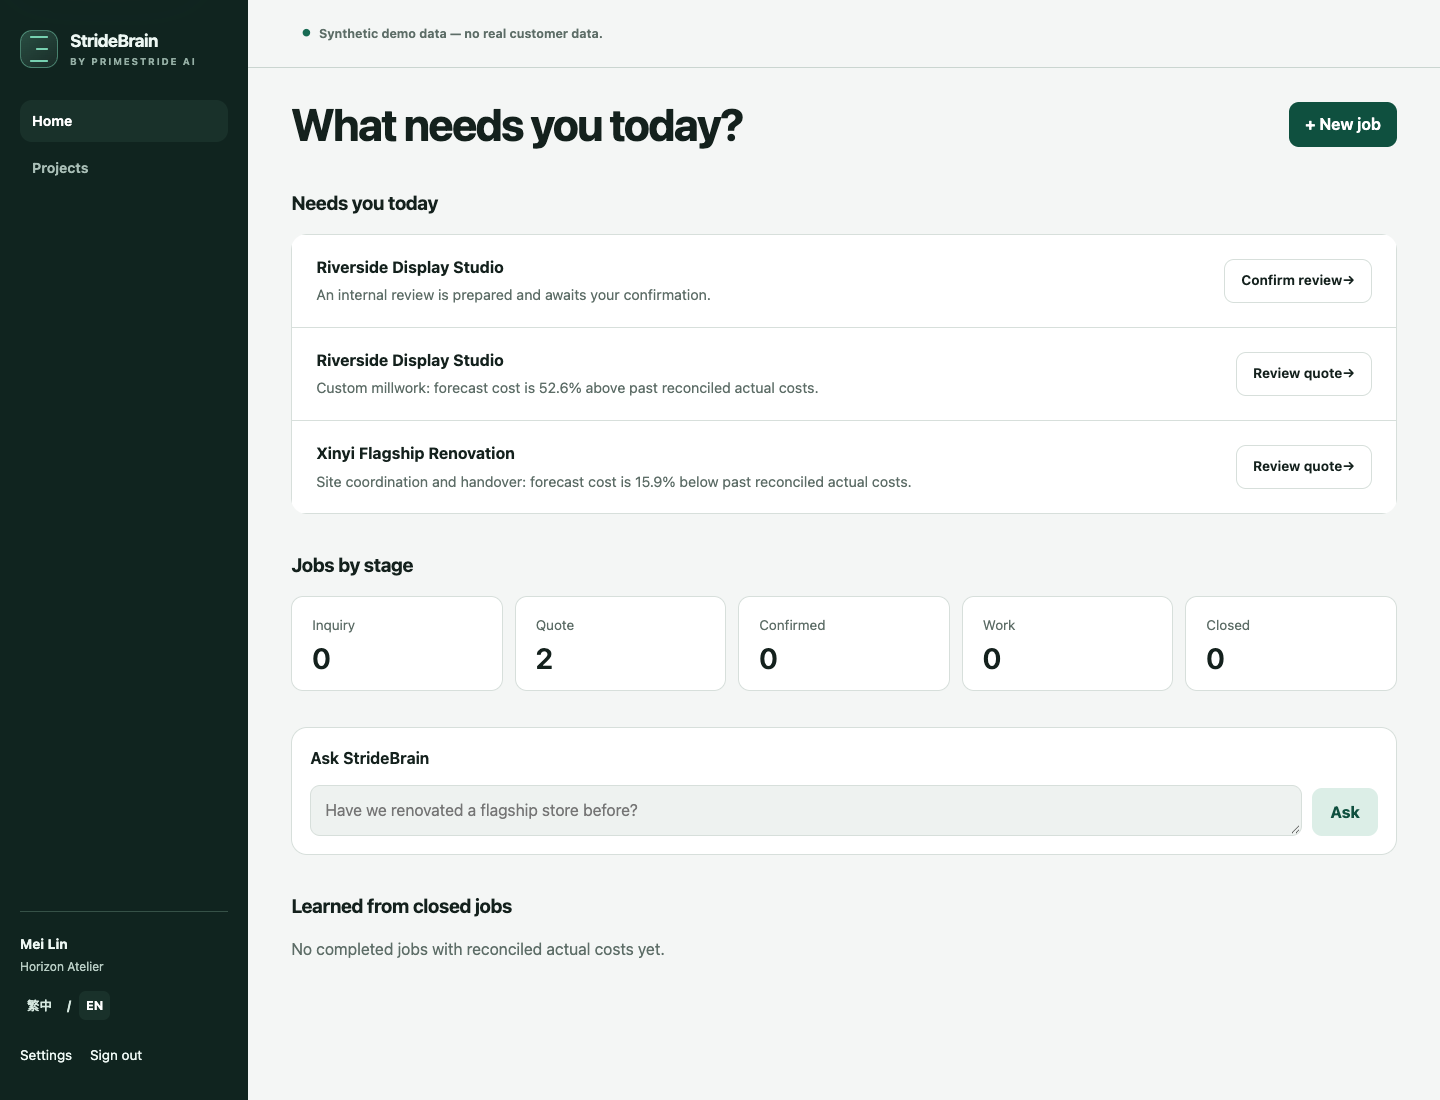 StrideBrain
BY PRIMESTRIDE AI
Home
Projects
Mei Lin
Horizon Atelier
繁中 / EN
Settings Sign out
Synthetic demo data — no real customer data.
What needs you today?
+ New job
Needs you today
Riverside Display Studio
An internal review is prepared and awaits your confirmation.
Confirm review→
Riverside Display Studio
Custom millwork: forecast cost is 52.6% above past reconciled actual costs.
Review quote→
Xinyi Flagship Renovation
Site coordination and handover: forecast cost is 15.9% below past reconciled actual costs.
Review quote→
Jobs by stage
Inquiry
0
Quote
2
Confirmed
0
Work
0
Closed
0
Ask StrideBrain
Have we renovated a flagship store before?
Ask
Learned from closed jobs
No completed jobs with reconciled actual costs yet.